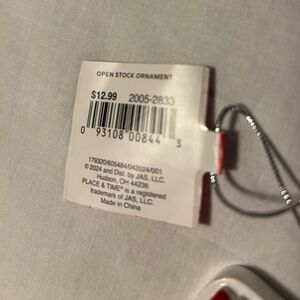 OPEN STOCK ORNAMENT
$12.99 2005-2833
0 93108 00844 3
179320/605484/042024/001
© 2024 and Dist. by JAS, LLC.
Hudson, OH 44236
PLACE & TIME® is a registered
trademark of JAS, LLC.
Made in China